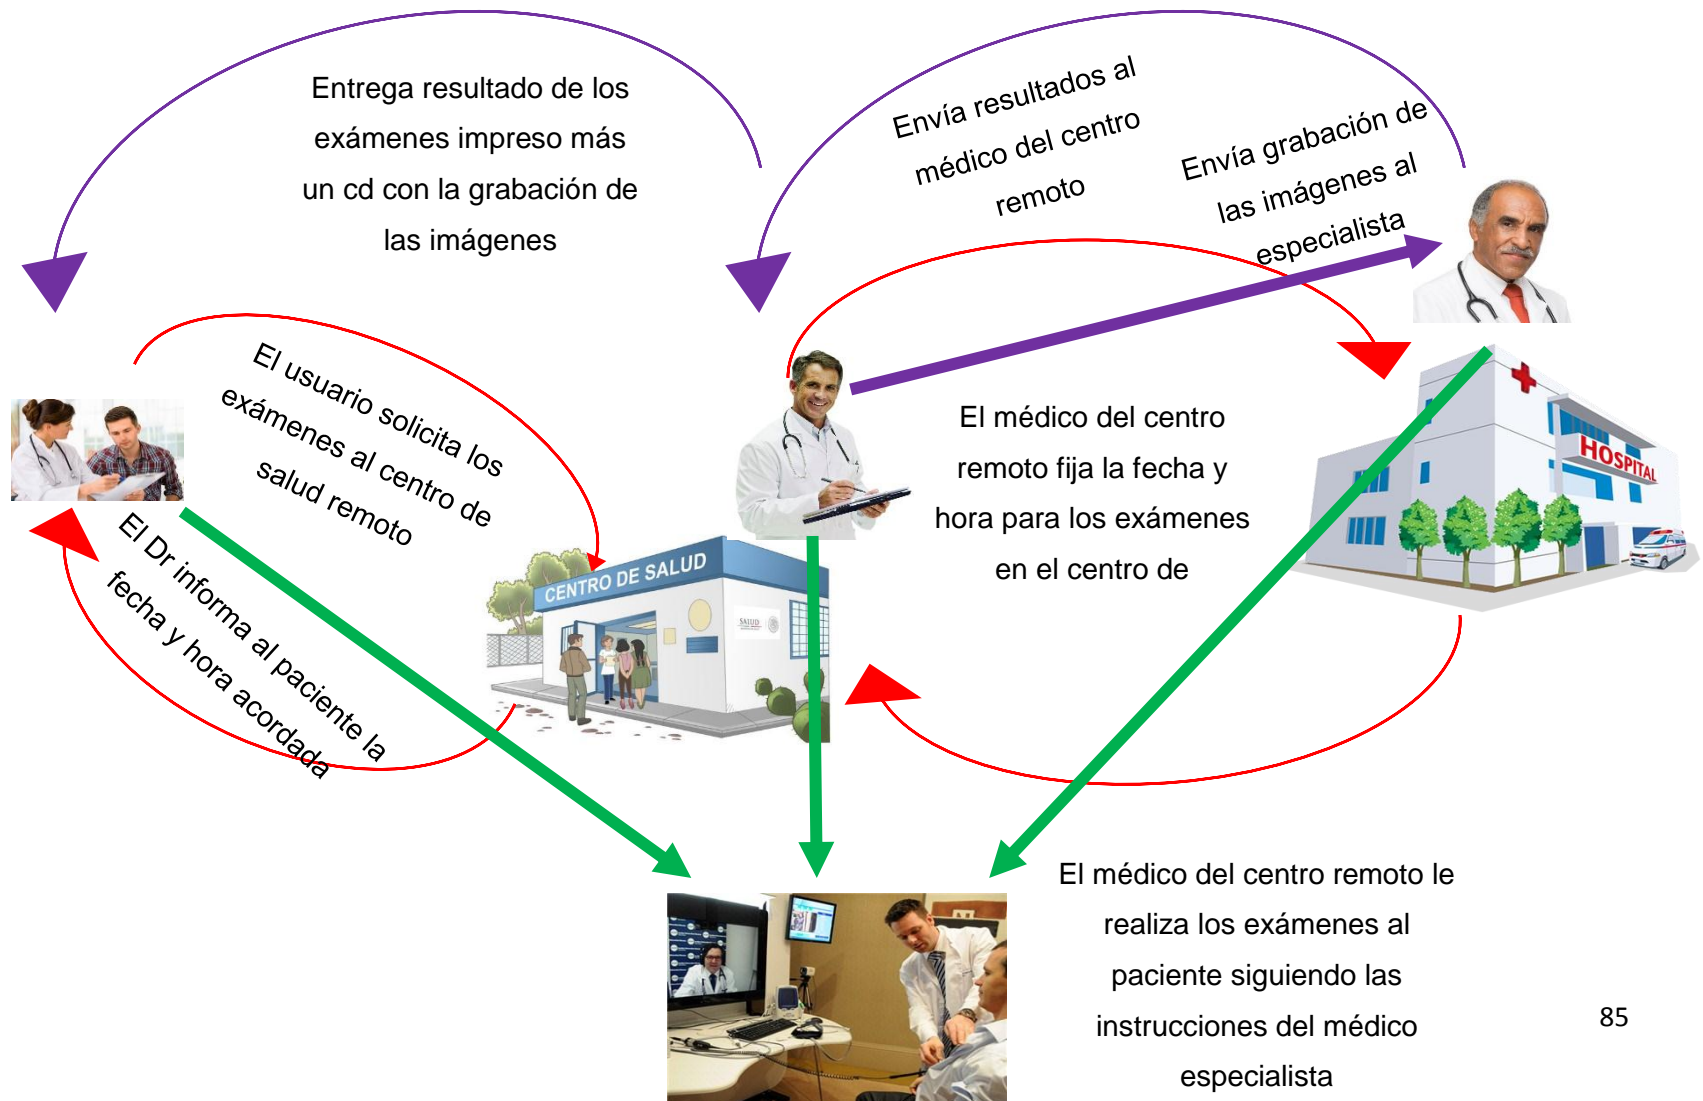 Entrega resultado de los
exámenes impreso más
un cd con la grabación de
las imágenes
Envía resultados al
médico del centro
remoto
Envía grabación de
las imágenes al
especialista
El usuario solicita los
exámenes al centro de
salud remoto
El Dr informa al paciente la
fecha y hora acordada
CENTRO DE SALUD
SALUD
El médico del centro
remoto fija la fecha y
hora para los exámenes
en el centro de
HOSPITAL
El médico del centro remoto le
realiza los exámenes al
paciente siguiendo las
instrucciones del médico
especialista
85